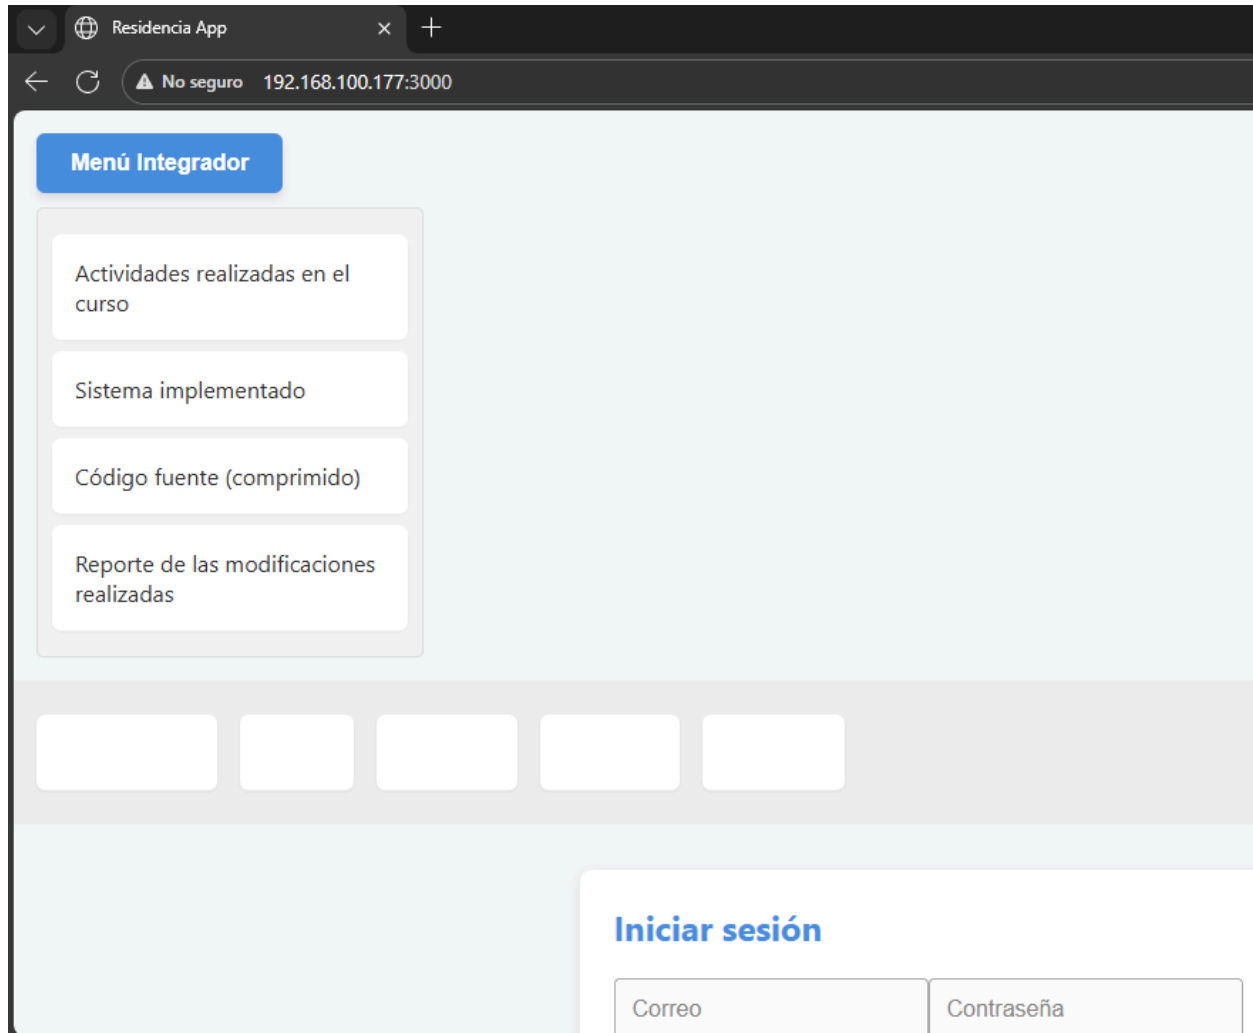 Residencia App
No seguro 192.168.100.177:3000
Menú Integrador
Actividades realizadas en el
curso
Sistema implementado
Código fuente (comprimido)
Reporte de las modificaciones
realizadas
Iniciar sesión
Correo Contraseña